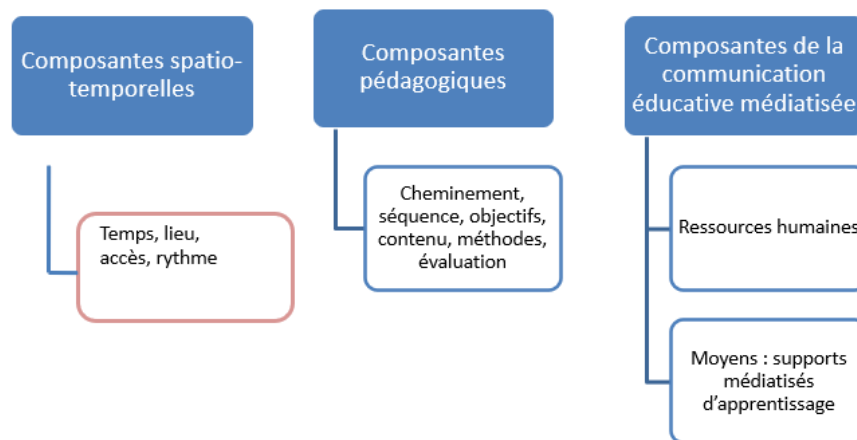 Composantes spatio-
temporelles
Temps, lieu,
accès, rythme
Composantes
pédagogiques
Cheminement,
séquence, objectifs,
contenu, méthodes,
évaluation
Composantes de la
communication
éducative médiatisée
Ressources humaines
Moyens : supports
médiatisés
d’apprentissage